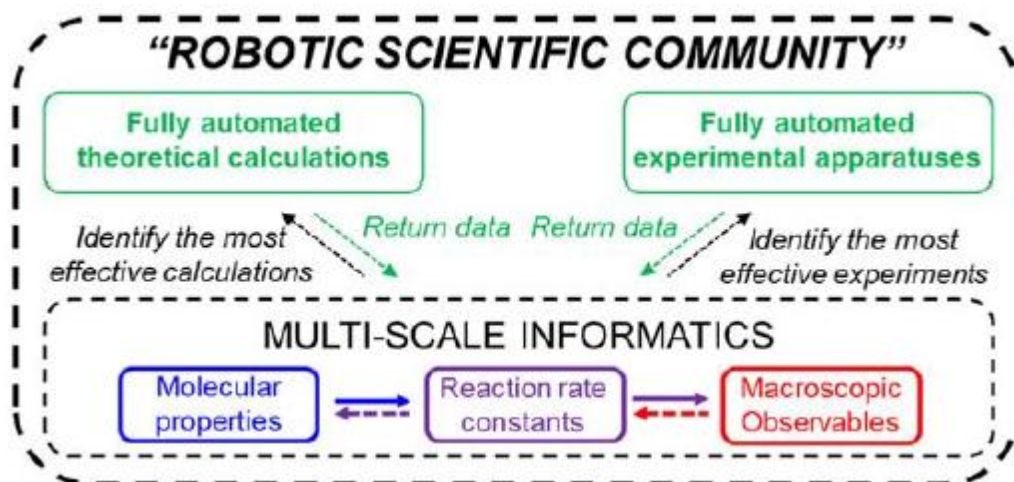 “ROBOTIC SCIENTIFIC COMMUNITY”
Fully automated
theoretical calculations
Fully automated
experimental apparatuses
Identify the most
effective calculations
Return data
Return data
Identify the most
effective experiments
MULTI-SCALE INFORMATICS
Molecular
properties
Reaction rate
constants
Macroscopic
Observables